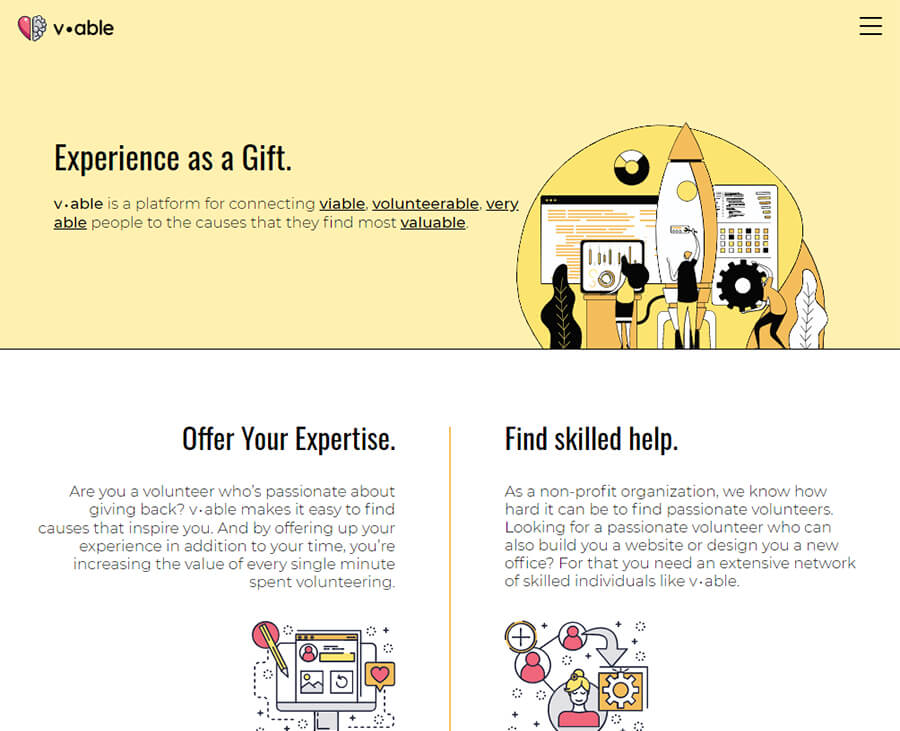 v•able
Experience as a Gift.
v•able is a platform for connecting viable, volunteerable, very
able people to the causes that they find most valuable.
Offer Your Expertise.
Are you a volunteer who's passionate about
giving back? v•able makes it easy to find
causes that inspire you. And by offering up your
experience in addition to your time, you're
increasing the value of every single minute
spent volunteering.
Find skilled help.
As a non-profit organization, we know how
hard it can be to find passionate volunteers.
Looking for a passionate volunteer who can
also build you a website or design you a new
office? For that you need an extensive network
of skilled individuals like v•able.